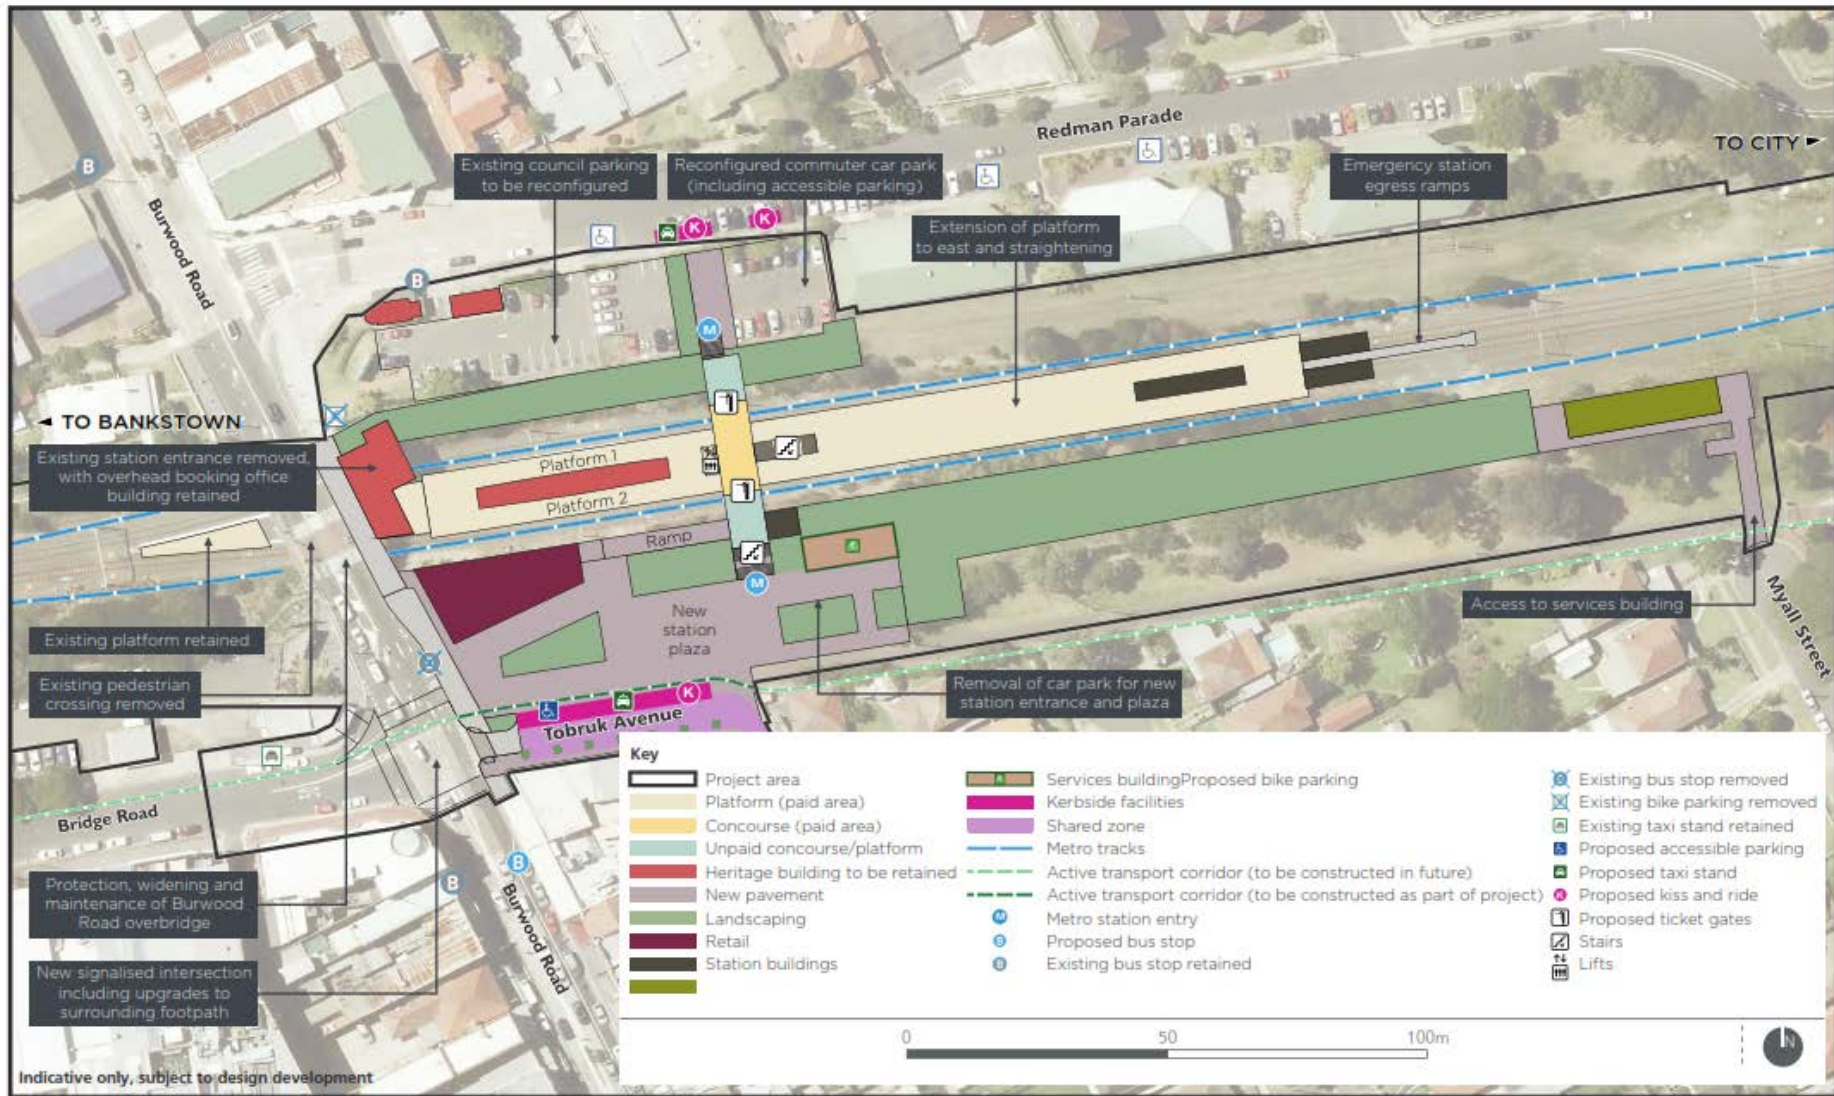 Redman Parade
TO CITY
Existing council parking
to be reconfigured
Reconfigured commuter car park
(including accessible parking)
Emergency station
egress ramps
Burwood Road
Extension of platform
to east and straightening
B
B
K
K
M
TO BANKSTOWN
Existing station entrance removed,
with overhead booking office
building retained
Platform 1
Platform 2
Ramp
M
New
station
plaza
Existing platform retained
Existing pedestrian
crossing removed
Access to services building
Myall Street
Removal of car park for new
station entrance and plaza
K
Tobruk Avenue
Bridge Road
B
B
Burwood Road
Protection, widening and
maintenance of Burwood
Road overbridge
New signalised intersection
including upgrades to
surrounding footpath
Key
Project area
Platform (paid area)
Concourse (paid area)
Unpaid concourse/platform
Heritage building to be retained
New pavement
Landscaping
Retail
Station buildings
Services buildingProposed bike parking
Kerbside facilities
Shared zone
Metro tracks
Active transport corridor (to be constructed in future)
Active transport corridor (to be constructed as part of project)
M Metro station entry
B Proposed bus stop
B Existing bus stop retained
Existing bus stop removed
Existing bike parking removed
Existing taxi stand retained
Proposed accessible parking
Proposed taxi stand
K Proposed kiss and ride
Proposed ticket gates
Stairs
Lifts
0 50 100m
N
Indicative only, subject to design development